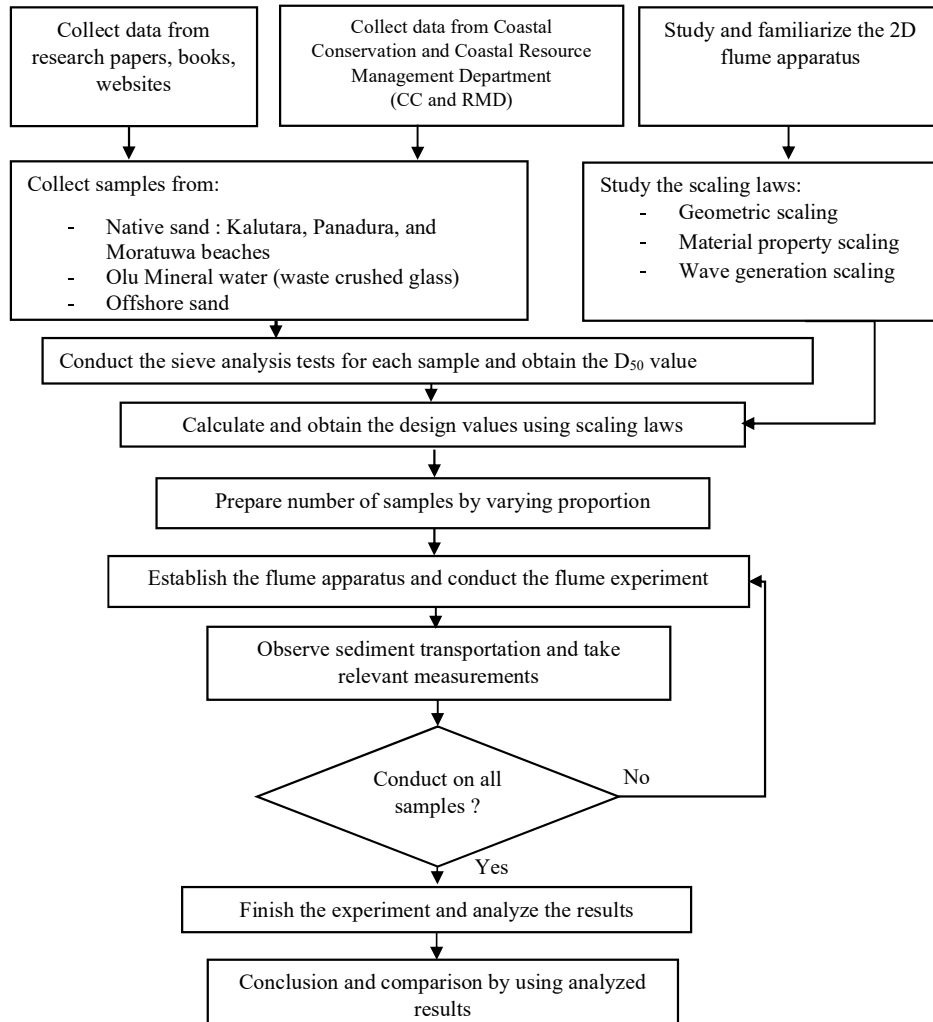 Collect data from
research papers, books,
websites
Collect data from Coastal
Conservation and Coastal Resource
Management Department
(CC and RMD)
Study and familiarize the 2D
flume apparatus
Collect samples from:
- Native sand : Kalutara, Panadura, and
Moratuwa beaches
- Olu Mineral water (waste crushed glass)
- Offshore sand
Study the scaling laws:
- Geometric scaling
- Material property scaling
- Wave generation scaling
Conduct the sieve analysis tests for each sample and obtain the D₅₀ value
Calculate and obtain the design values using scaling laws
Prepare number of samples by varying proportion
Establish the flume apparatus and conduct the flume experiment
Observe sediment transportation and take
relevant measurements
Conduct on all
samples ?
No
Yes
Finish the experiment and analyze the results
Conclusion and comparison by using analyzed
results